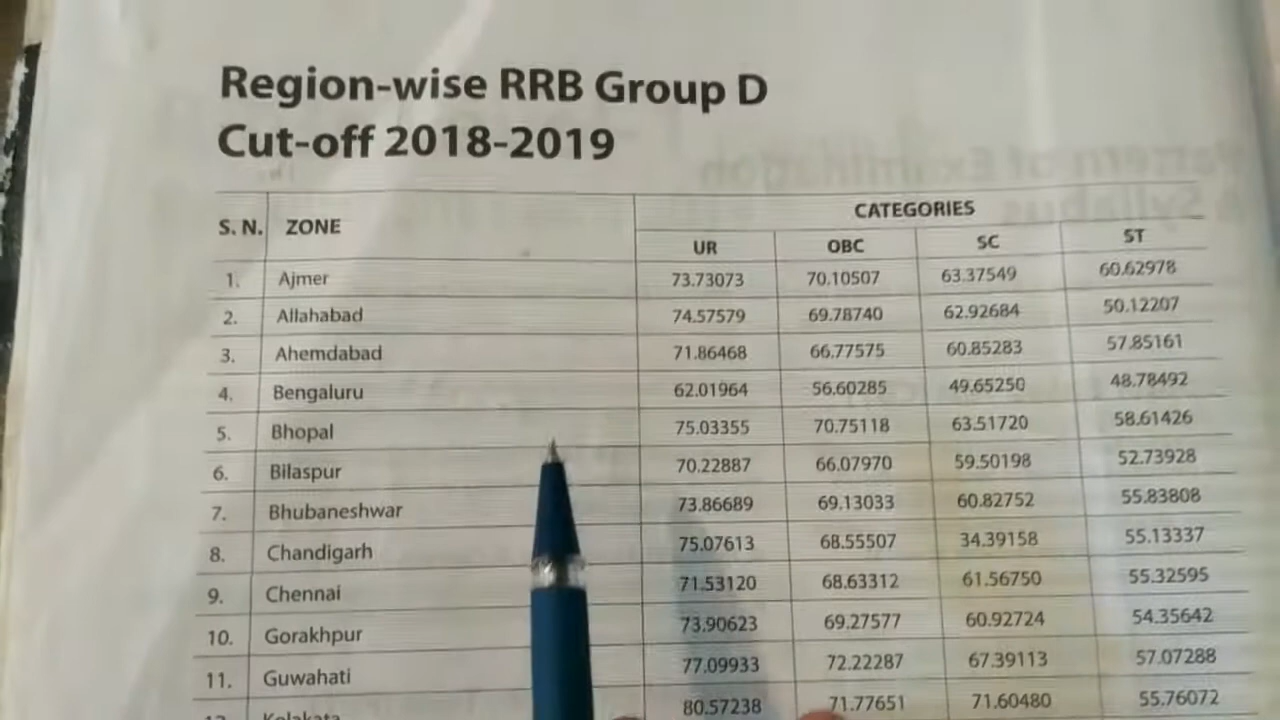 Region-wise RRB Group D
Cut-off 2018-2019
S. N. ZONE CATEGORIES
UR OBC SC ST
1. Ajmer 73.73073 70.10507 63.37549 60.62978
2. Allahabad 74.57579 69.78740 62.92684 50.12207
3. Ahemdabad 71.86468 66.77575 60.85283 57.85161
4. Bengaluru 62.01964 56.60285 49.65250 48.78492
5. Bhopal 75.03355 70.75118 63.51720 58.61426
6. Bilaspur 70.22887 66.07970 59.50198 52.73928
7. Bhubaneshwar 73.86689 69.13033 60.82752 55.83808
8. Chandigarh 75.07613 68.55507 34.39158 55.13337
9. Chennai 71.53120 68.63312 61.56750 55.32595
10. Gorakhpur 73.90623 69.27577 60.92724 54.35642
11. Guwahati 77.09933 72.22287 67.39113 57.07288
12. Kolakata 80.57238 71.77651 71.60480 55.76072